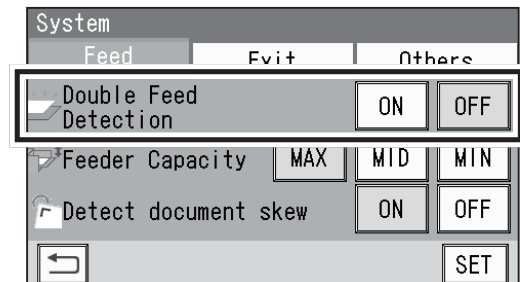 System
Feed Exit Others
Double Feed
Detection ON OFF
Feeder Capacity MAX MID MIN
Detect document skew ON OFF
SET